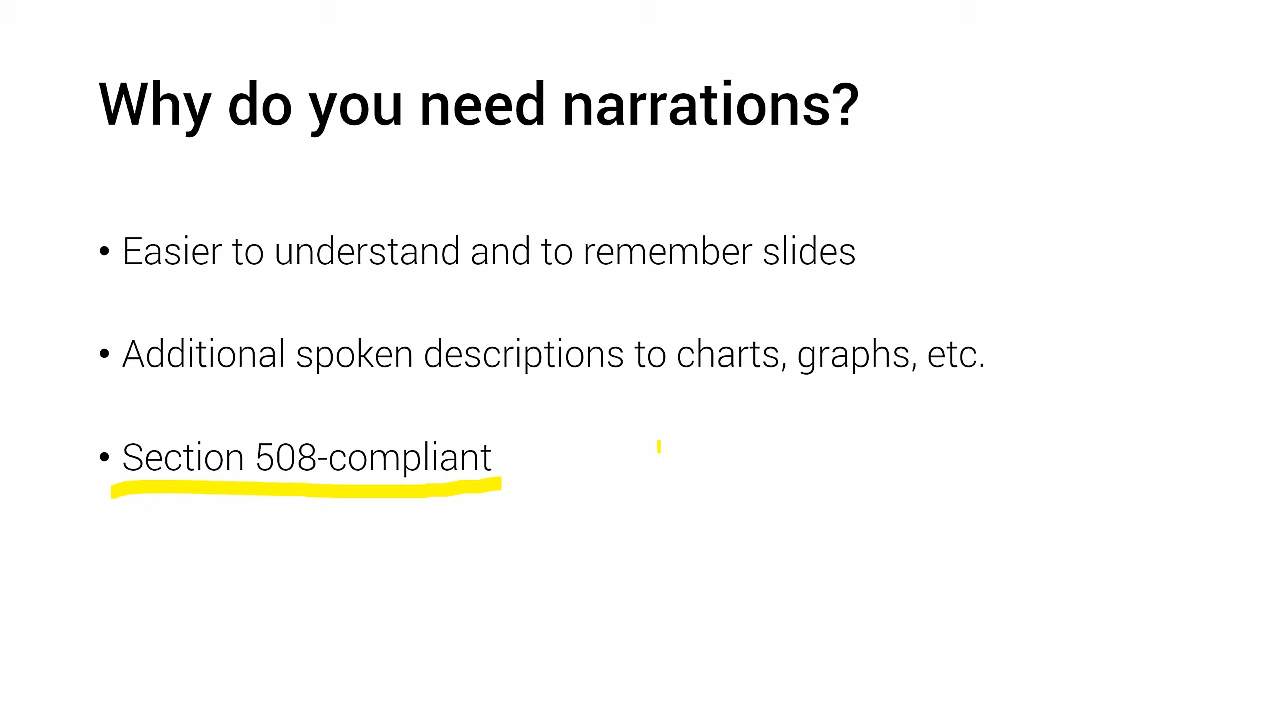 Why do you need narrations?
• Easier to understand and to remember slides
• Additional spoken descriptions to charts, graphs, etc.
• Section 508-compliant